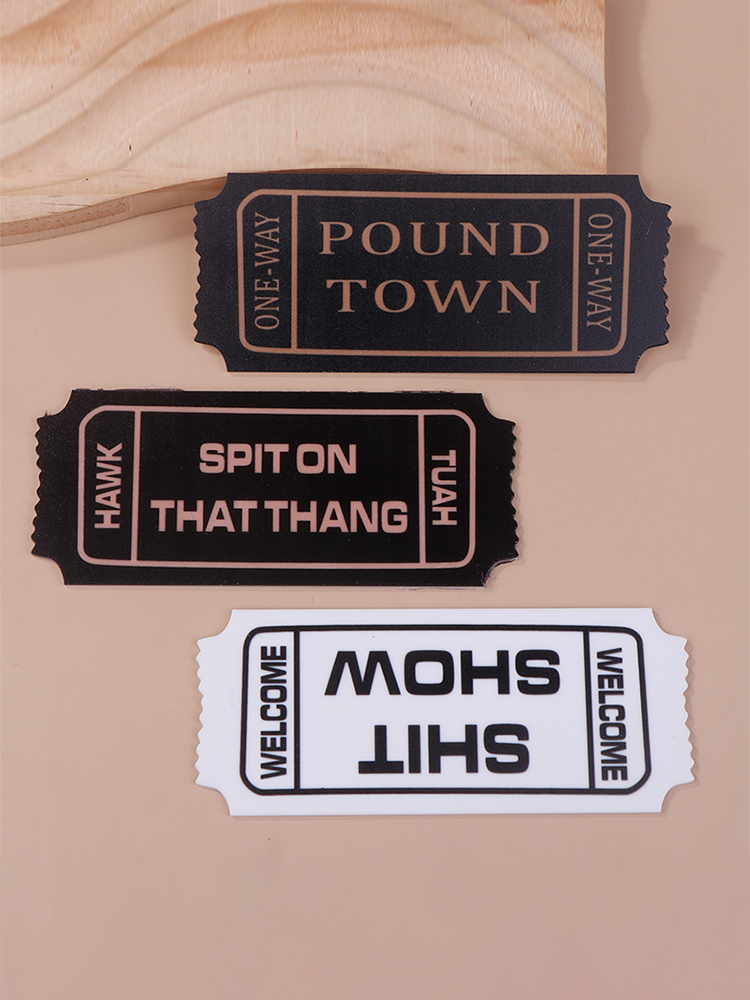 ONE-WAY
POUND
TOWN
ONE-WAY
HAWK
SPIT ON
THAT THANG
TUAH
WELCOME
SHIT
SHOW
WELCOME